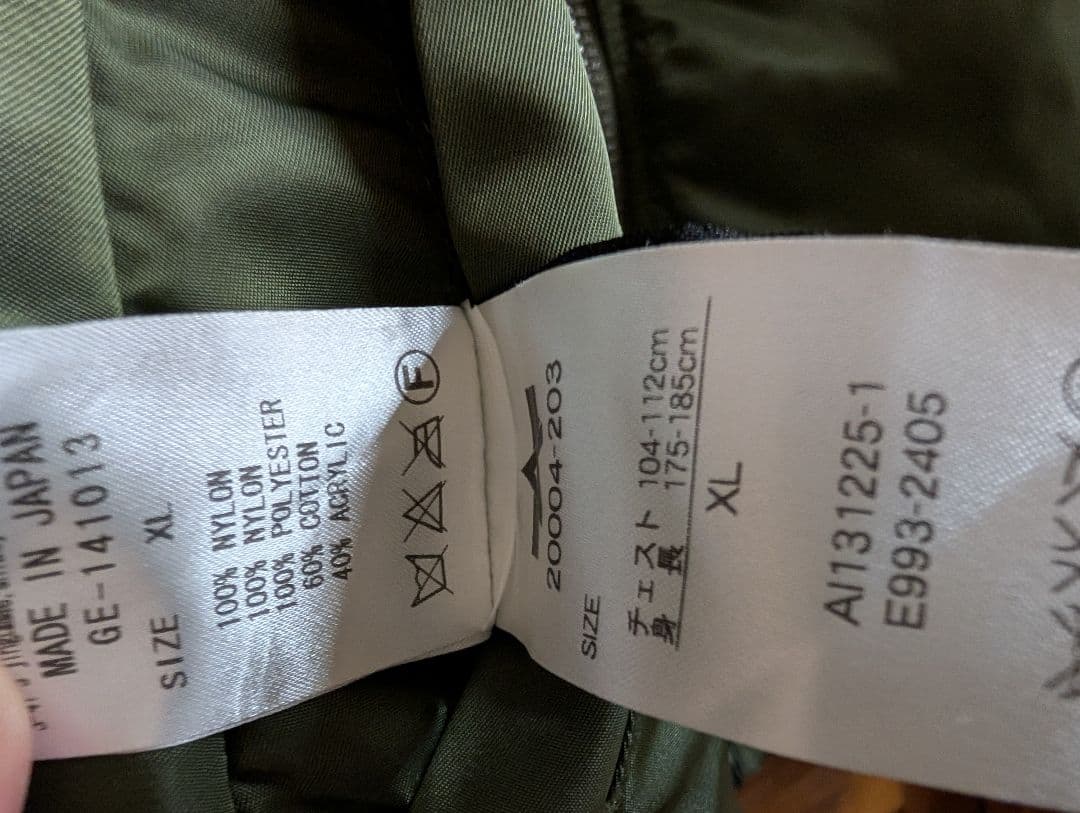 MADE IN JAPAN
GE-141013
SIZE XL
100% NYLON
100% NYLON
100% POLYESTER
60% COTTON
40% ACRYLIC
F
20004-203
SIZE
チェスト 104-112cm
身長 175-185cm
XL
AI131225-1
E993-2405